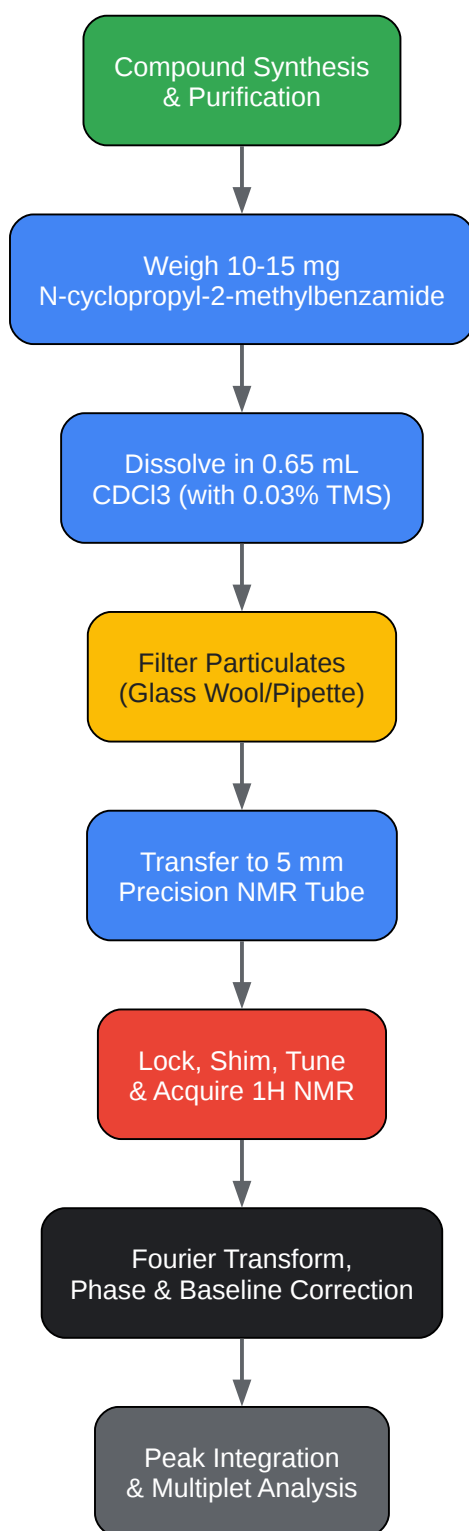 Compound Synthesis
& Purification
Weigh 10-15 mg
N-cyclopropyl-2-methylbenzamide
Dissolve in 0.65 mL
CDCl3 (with 0.03% TMS)
Filter Particulates
(Glass Wool/Pipette)
Transfer to 5 mm
Precision NMR Tube
Lock, Shim, Tune
& Acquire 1H NMR
Fourier Transform,
Phase & Baseline Correction
Peak Integration
& Multiplet Analysis